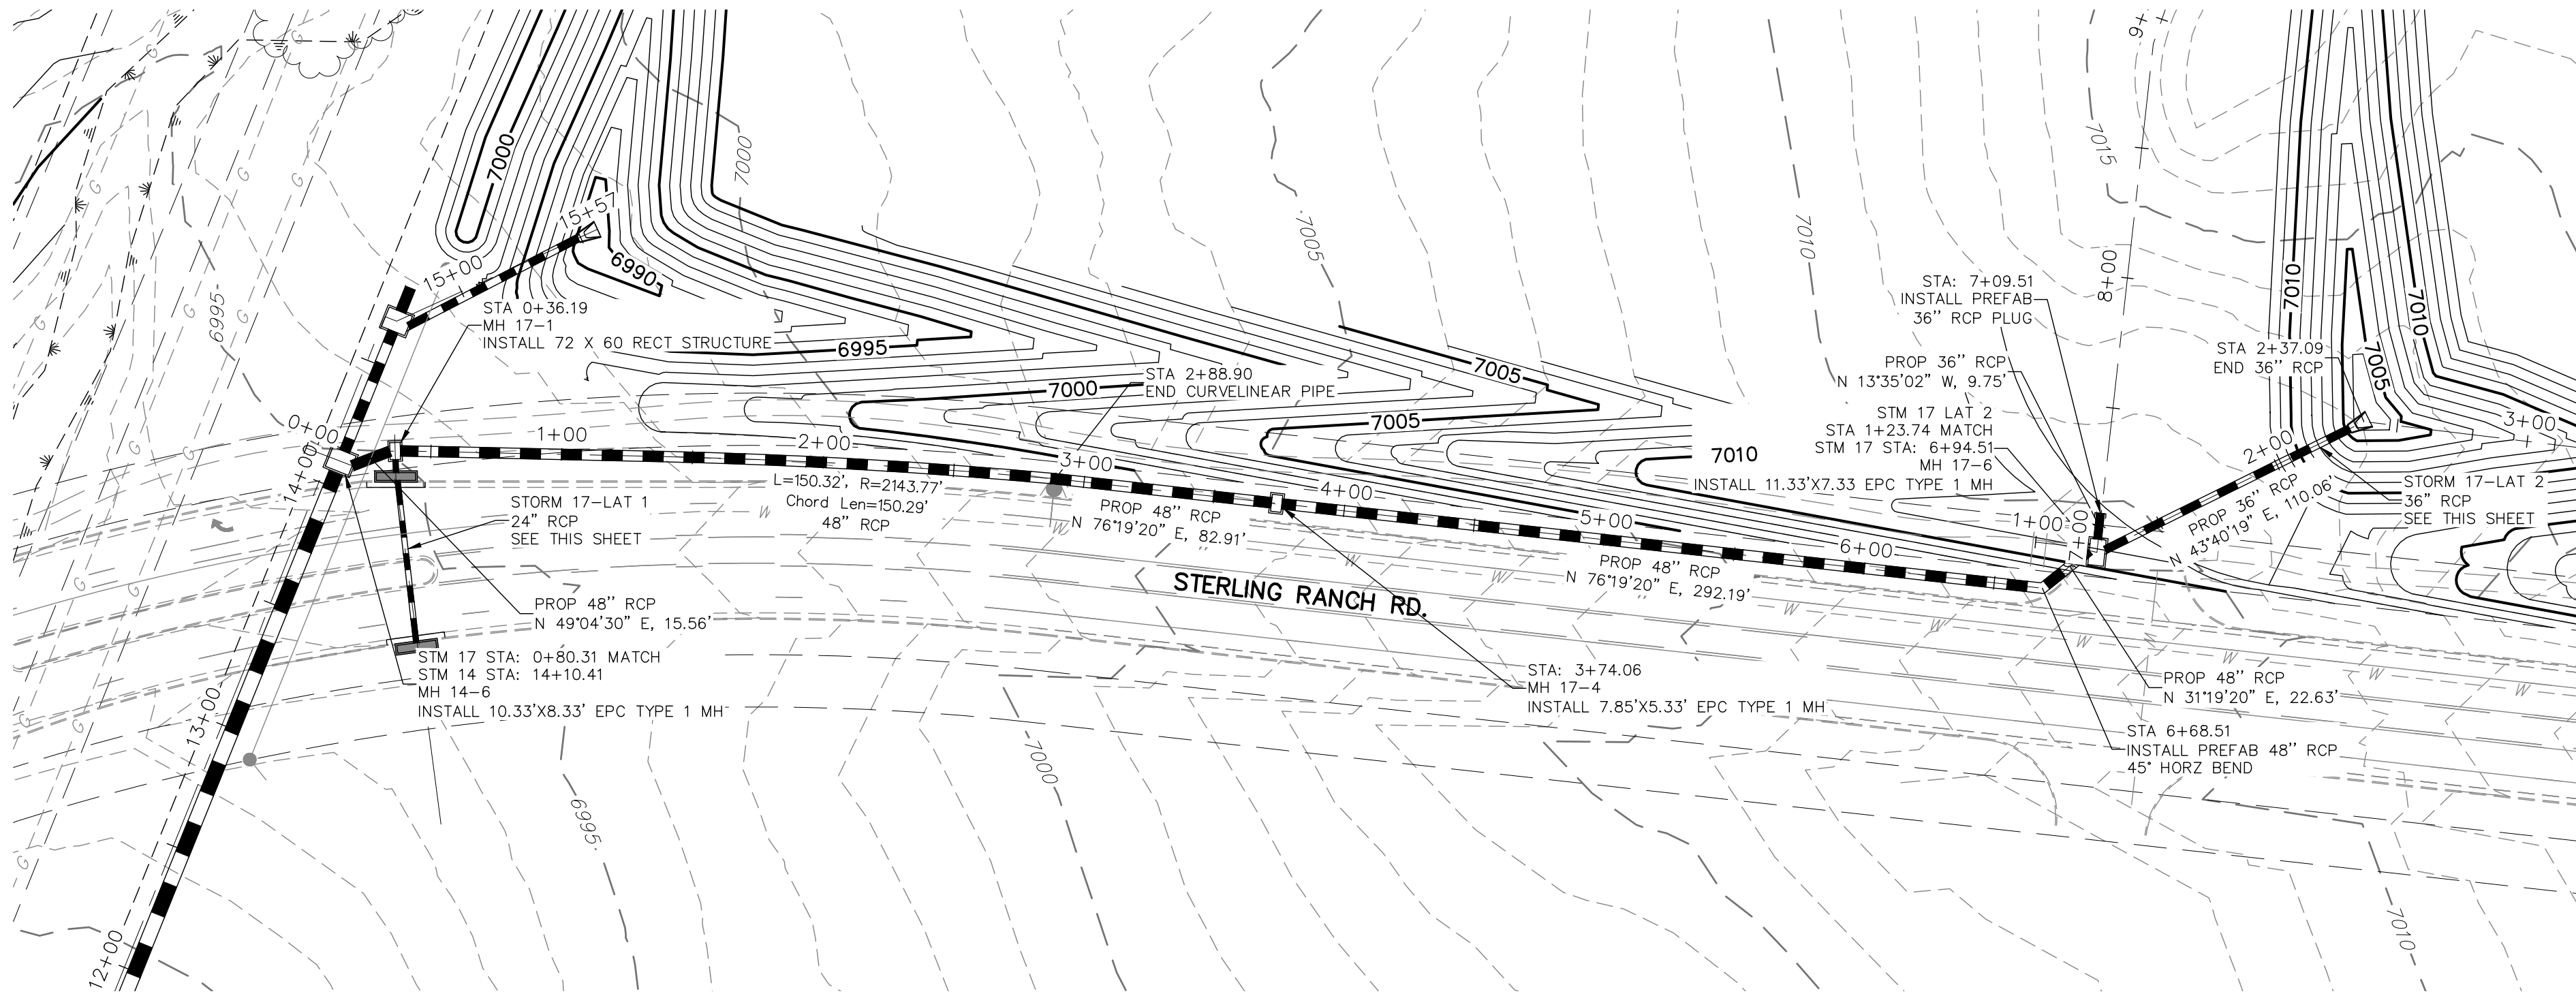 7000
15+57
15+00
6990
6995
7000
STA 0+36.19
MH 17-1
INSTALL 72 X 60 RECT STRUCTURE
6995
7000
7005
7005
7005
7010
7015
9+
8+00
7010
7010
7010
7005
STA: 7+09.51
INSTALL PREFAB
36'' RCP PLUG
PROP 36'' RCP
N 13°35'02" W, 9.75'
STM 17 LAT 2
STA 1+23.74 MATCH
STM 17 STA: 6+94.51
MH 17-6
INSTALL 11.33'X7.33 EPC TYPE 1 MH
STA 2+37.09
END 36" RCP
STA 2+88.90
END CURVELINEAR PIPE
0+00
1+00
2+00
3+00
4+00
5+00
6+00
7+00
1+00
2+00
3+00
14+00
13+00
12+00
STORM 17-LAT 1
24" RCP
SEE THIS SHEET
L=150.32', R=2143.77'
Chord Len=150.29'
48" RCP
PROP 48'' RCP
N 76°19'20" E, 82.91'
PROP 48'' RCP
N 76°19'20" E, 292.19'
PROP 36'' RCP
N 43°40'19" E, 110.06'
STORM 17-LAT 2
36" RCP
SEE THIS SHEET
STERLING RANCH RD.
PROP 48'' RCP
N 49°04'30" E, 15.56'
STM 17 STA: 0+80.31 MATCH
STM 14 STA: 14+10.41
MH 14-6
INSTALL 10.33'X8.33' EPC TYPE 1 MH
STA: 3+74.06
MH 17-4
INSTALL 7.85'X5.33' EPC TYPE 1 MH
PROP 48'' RCP
N 31°19'20" E, 22.63'
STA 6+68.51
INSTALL PREFAB 48'' RCP
45° HORZ BEND
6995
7000
7010
G
G
G
G
G
G
G
W
W
W
W
W
W
W
W